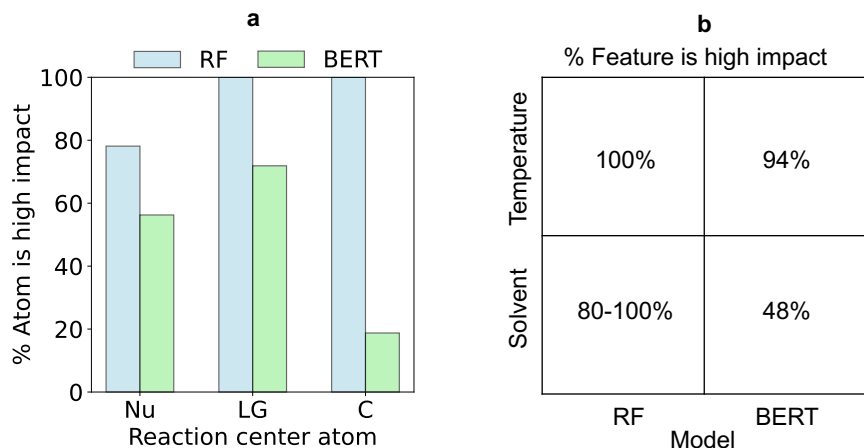 a
RF BERT
% Atom is high impact
100
80
60
40
20
0
Nu LG C
Reaction center atom
b
% Feature is high impact
Temperature
100% 94%
Solvent
80-100% 48%
RF BERT
Model